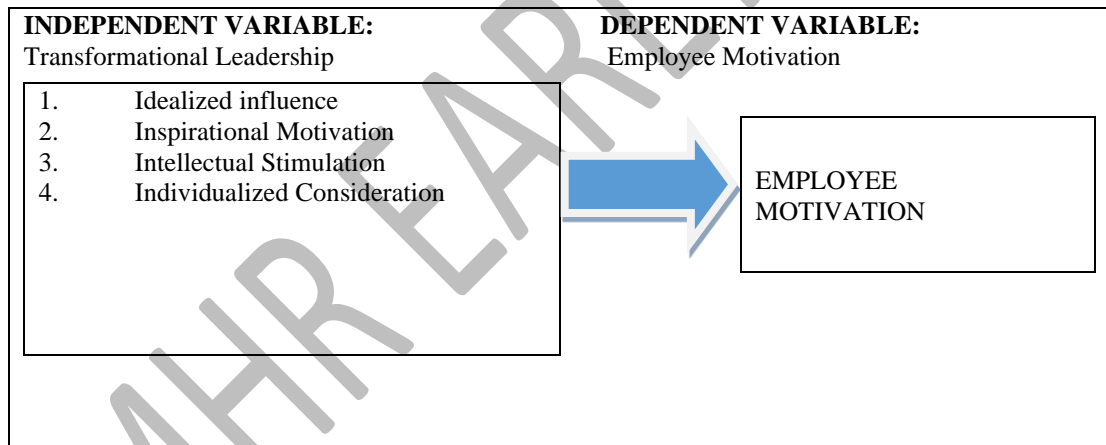 INDEPENDENT VARIABLE:
Transformational Leadership
1. Idealized influence
2. Inspirational Motivation
3. Intellectual Stimulation
4. Individualized Consideration
DEPENDENT VARIABLE:
Employee Motivation
EMPLOYEE
MOTIVATION